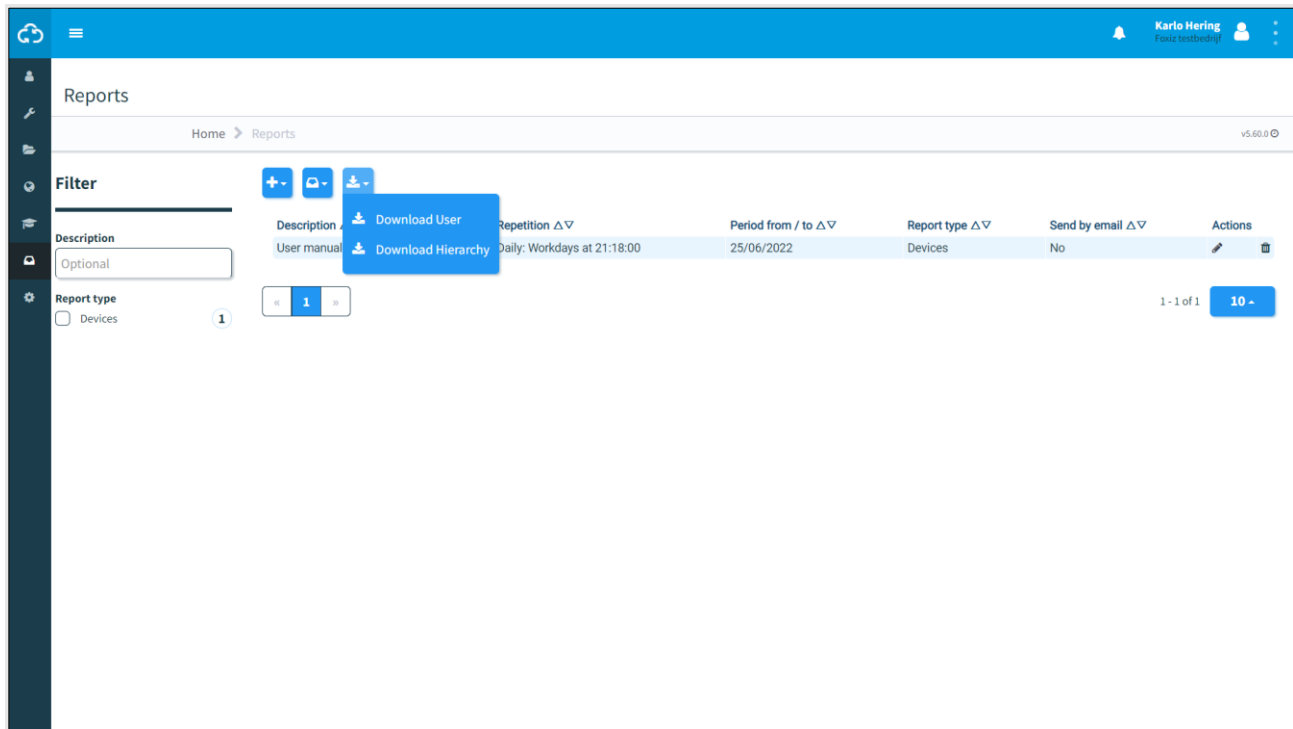 Karlo Hering
Foxiz testbedrijf
Reports
Home Reports
v5.60.0
Filter
Download User
Download Hierarchy
Description Repetition Period from / to Report type Send by email Actions
User manual Daily: Workdays at 21:18:00 25/06/2022 Devices No
Description
Optional
« 1 »
1 - 1 of 1
10
Report type
Devices 1